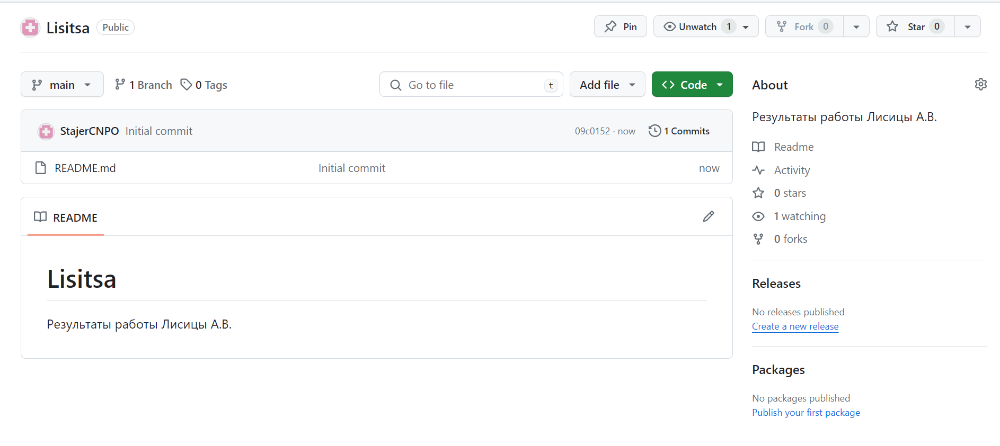 Lisitsa Public
Pin
Unwatch 1
Fork 0
Star 0
main
1 Branch
0 Tags
Go to file t
Add file
Code
StajerCNPO Initial commit 09c0152 · now 1 Commits
README.md Initial commit now
README
Lisitsa
Результаты работы Лисицы А.В.
About
Результаты работы Лисицы А.В.
Readme
Activity
0 stars
1 watching
0 forks
Releases
No releases published
Create a new release
Packages
No packages published
Publish your first package